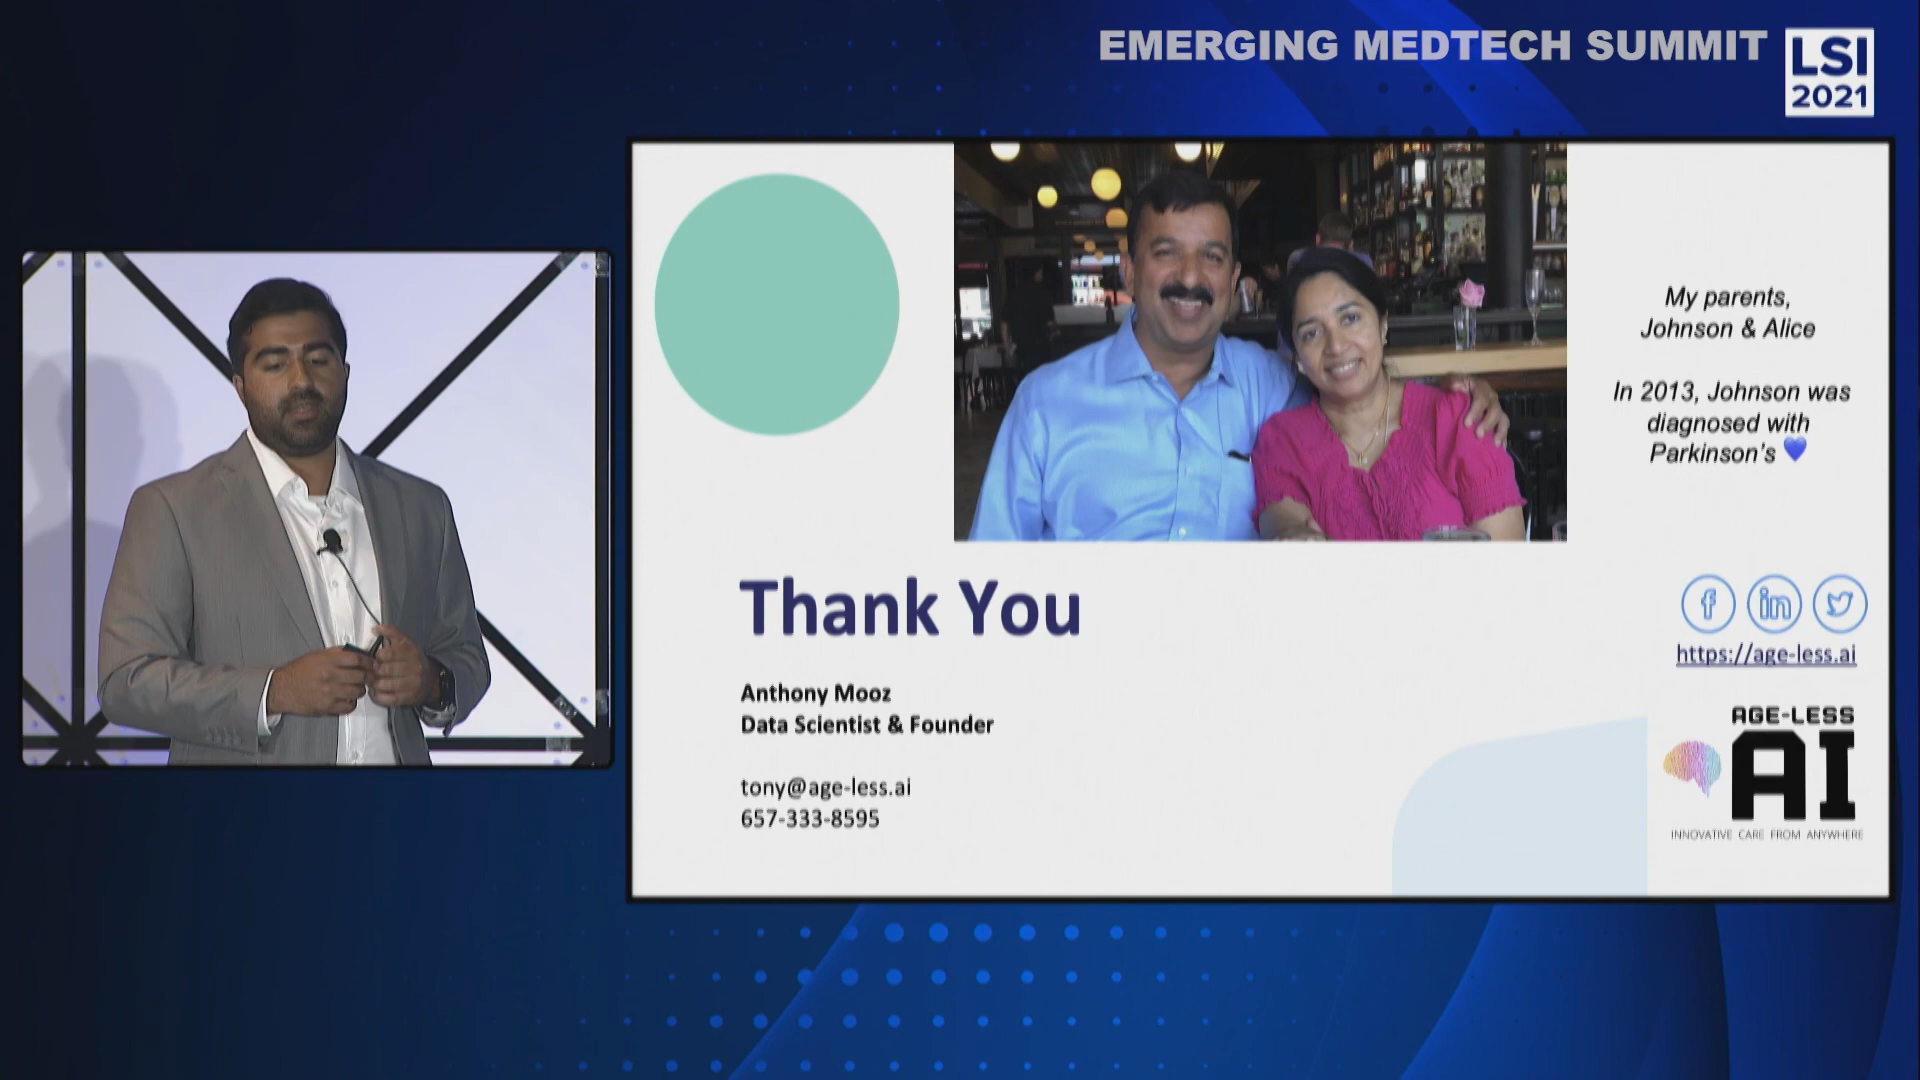 EMERGING MEDTECH SUMMIT
LSI
2021
My parents,
Johnson & Alice
In 2013, Johnson was
diagnosed with
Parkinson's 💙
Thank You
Anthony Mooz
Data Scientist & Founder
tony@age-less.ai
657-333-8595
f in
https://age-less.ai
AGE-LESS
AI
INNOVATIVE CARE FROM ANYWHERE